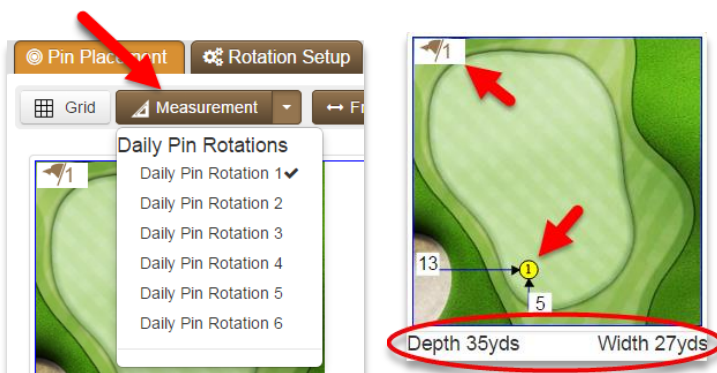 Pin Placement Rotation Setup
Grid Measurement
Daily Pin Rotations
Daily Pin Rotation 1
Daily Pin Rotation 2
Daily Pin Rotation 3
Daily Pin Rotation 4
Daily Pin Rotation 5
Daily Pin Rotation 6
1
1
1
13
5
Depth 35yds Width 27yds